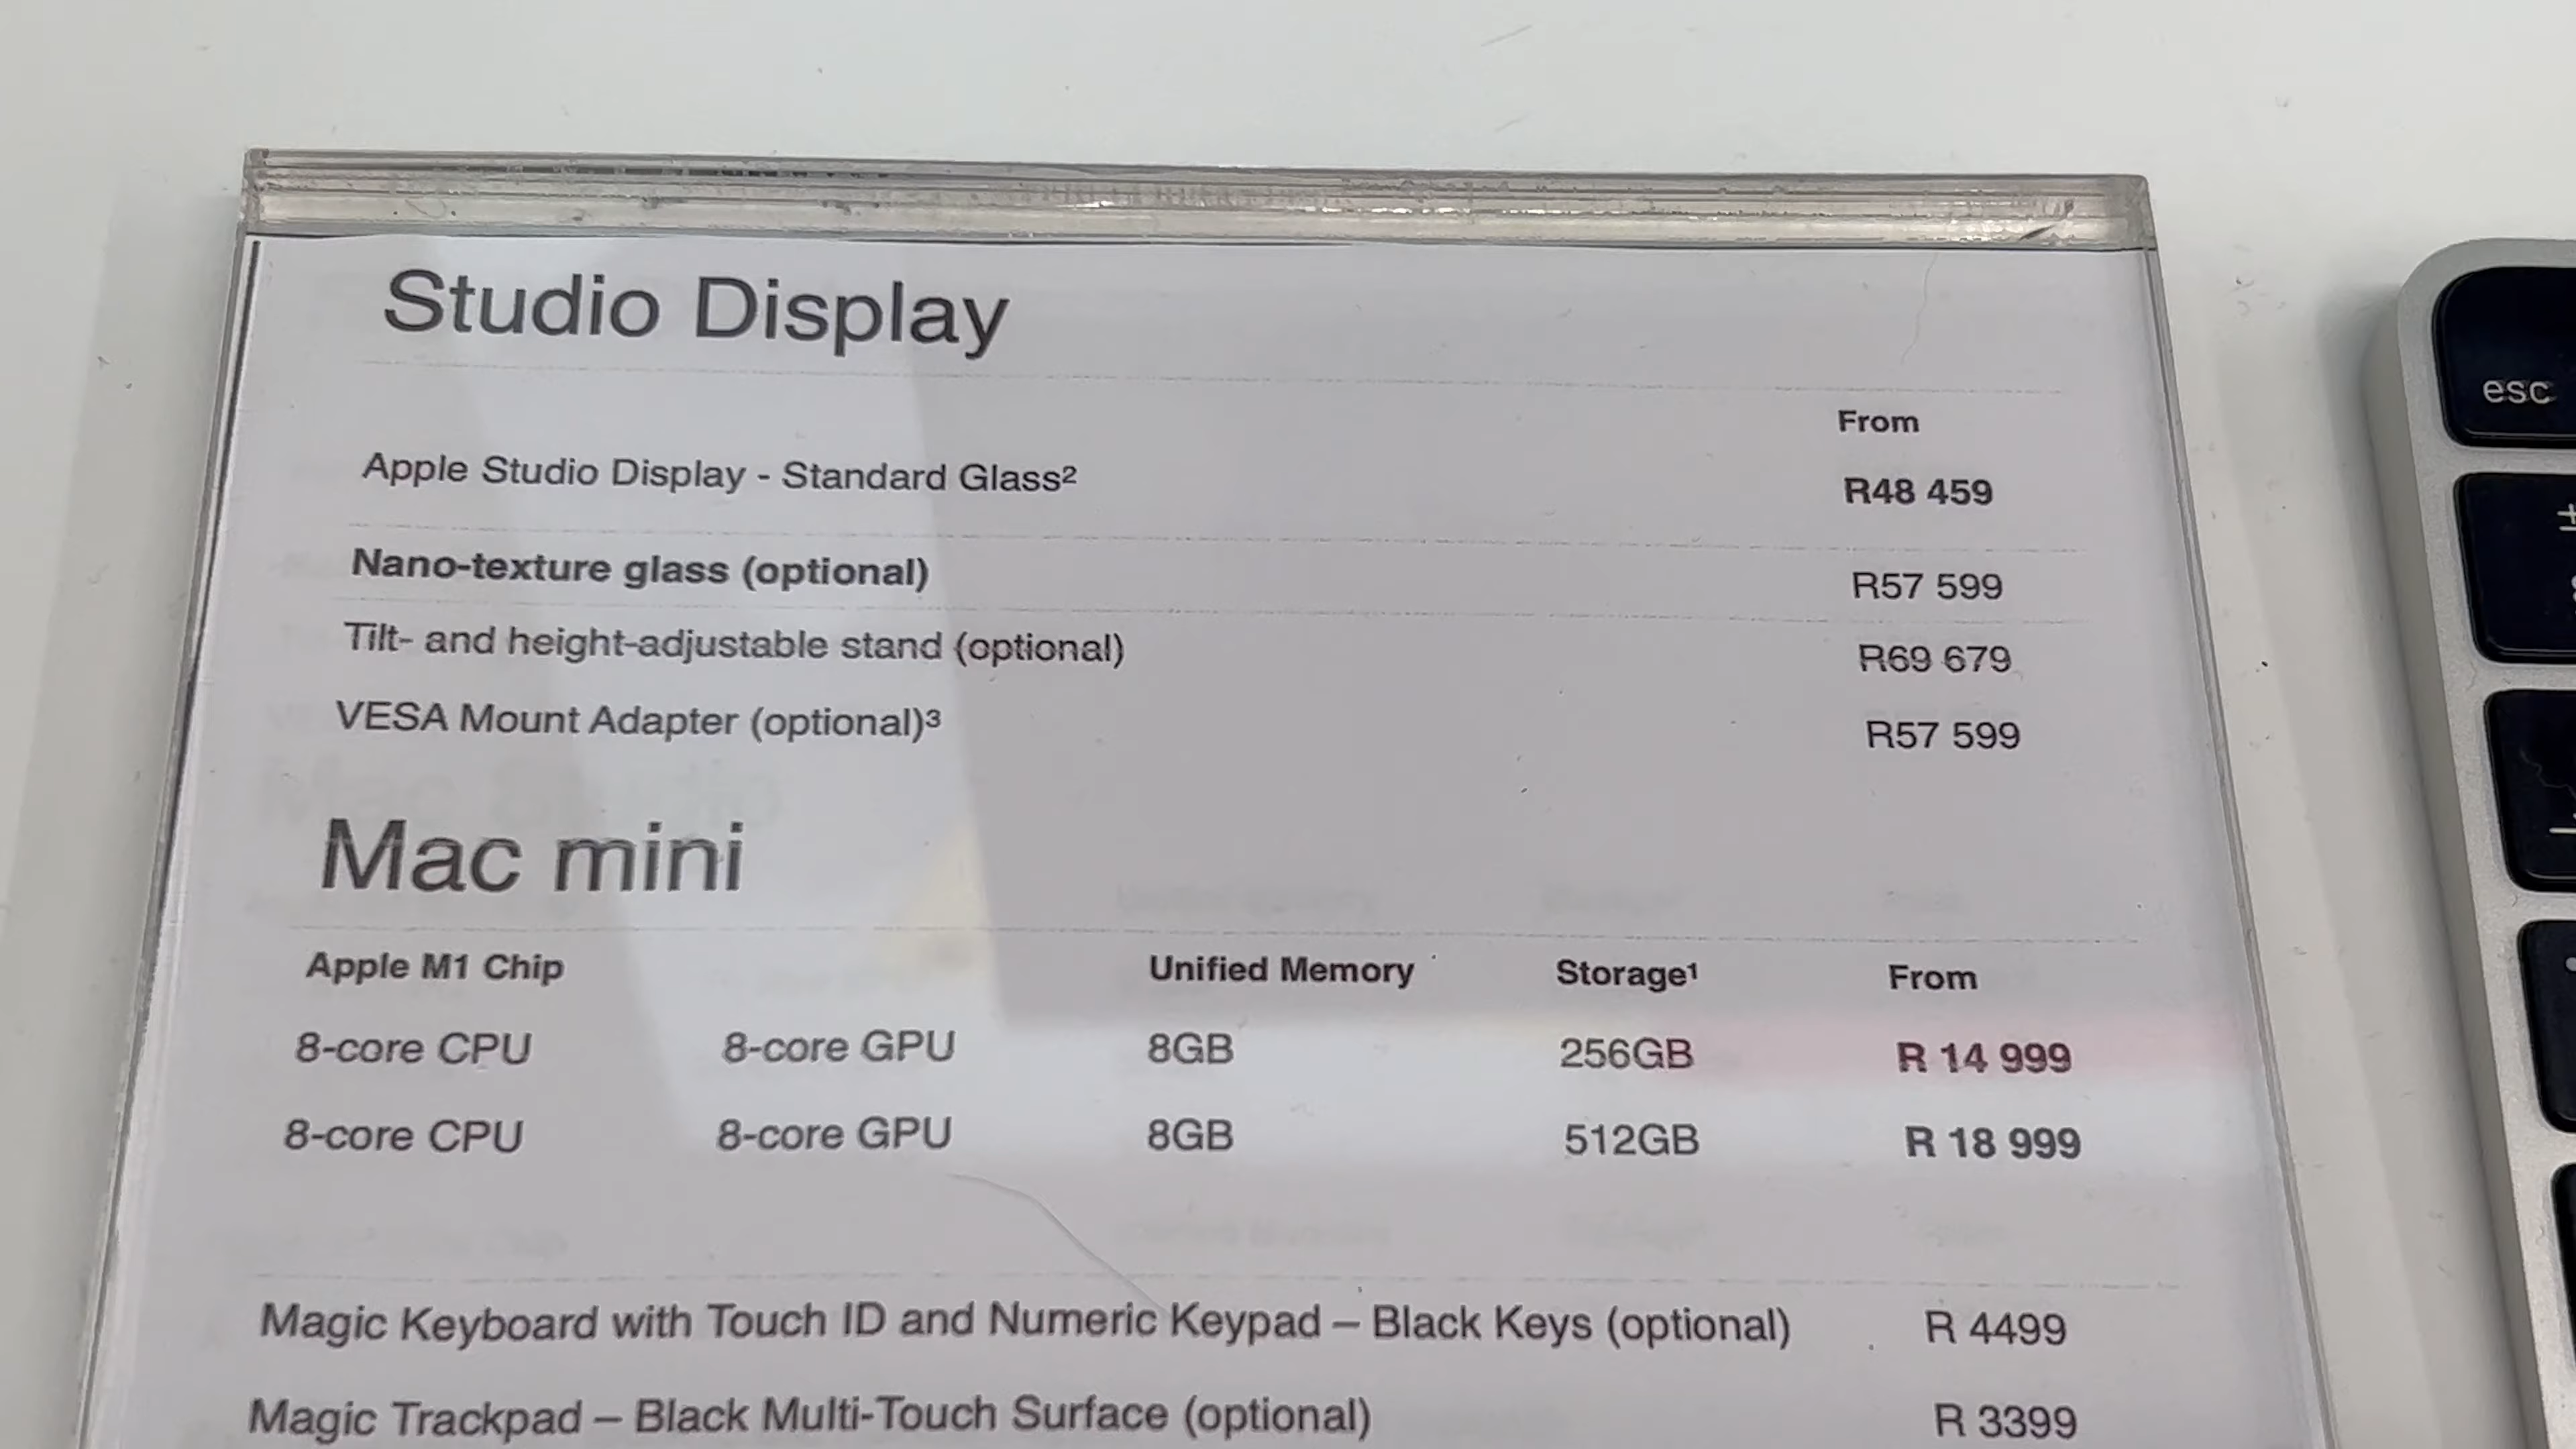 Studio Display
From
Apple Studio Display - Standard Glass² R48 459
Nano-texture glass (optional) R57 599
Tilt- and height-adjustable stand (optional) R69 679
VESA Mount Adapter (optional)³ R57 599
Mac mini
Apple M1 Chip Unified Memory Storage¹ From
8-core CPU 8-core GPU 8GB 256GB R 14 999
8-core CPU 8-core GPU 8GB 512GB R 18 999
Magic Keyboard with Touch ID and Numeric Keypad – Black Keys (optional) R 4499
Magic Trackpad – Black Multi-Touch Surface (optional) R 3399
esc